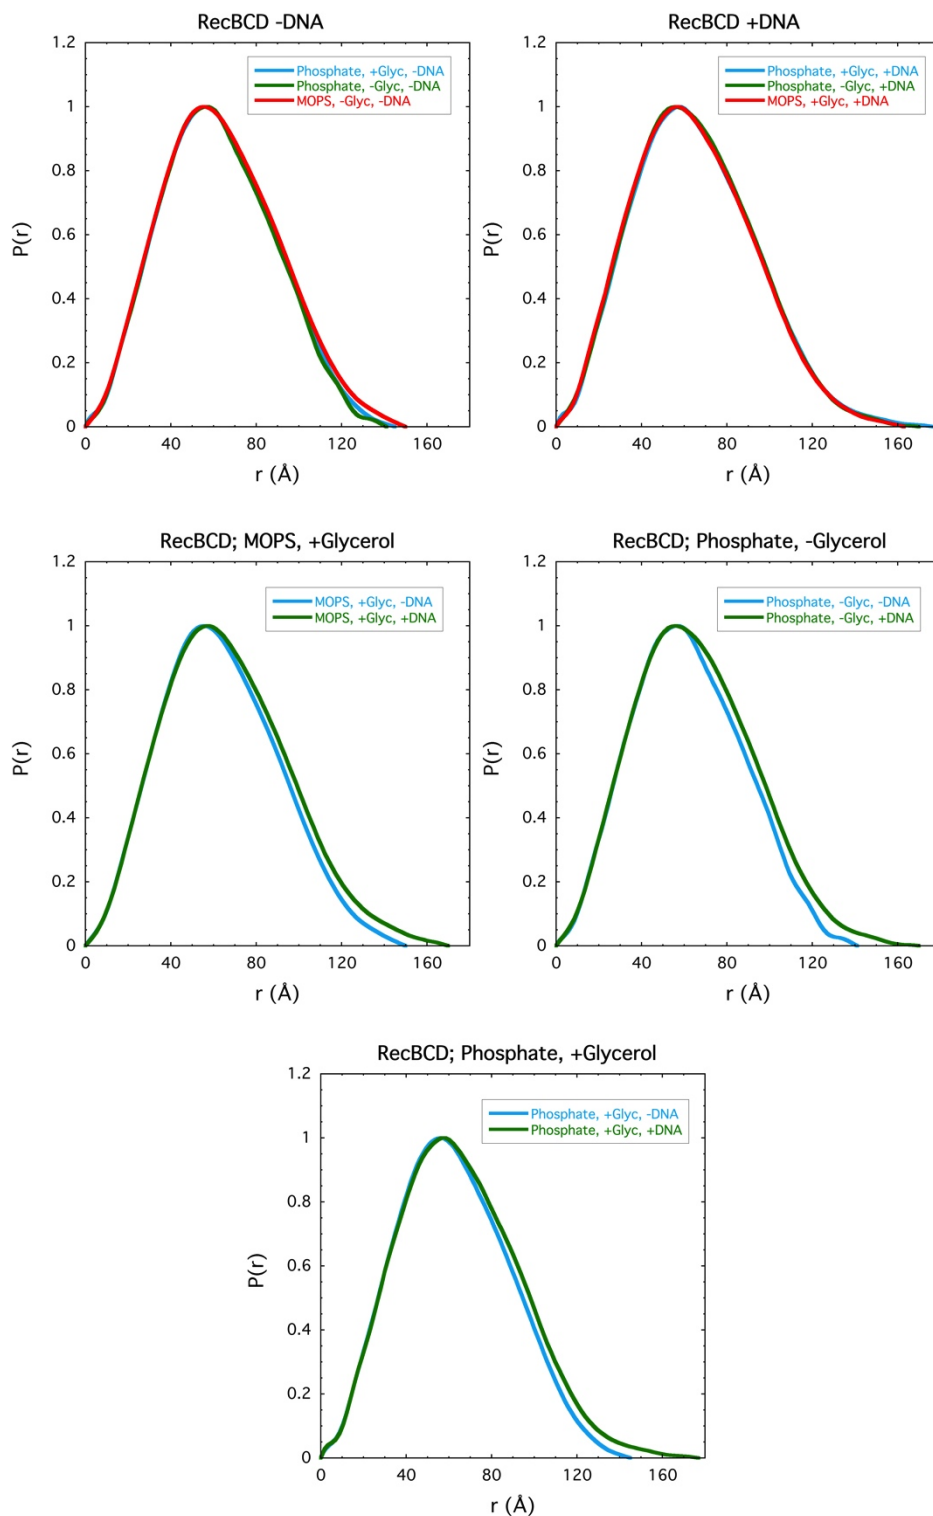 RecBCD -DNA
1.2
1
0.8
0.6
0.4
0.2
0
P(r)
Phosphate, +Glyc, -DNA
Phosphate, -Glyc, -DNA
MOPS, -Glyc, -DNA
0 40 80 120 160
r (Å)
RecBCD +DNA
1.2
1
0.8
0.6
0.4
0.2
0
P(r)
Phosphate, +Glyc, +DNA
Phosphate, -Glyc, +DNA
MOPS, +Glyc, +DNA
0 40 80 120 160
r (Å)
RecBCD; MOPS, +Glycerol
1.2
1
0.8
0.6
0.4
0.2
0
P(r)
MOPS, +Glyc, -DNA
MOPS, +Glyc, +DNA
0 40 80 120 160
r (Å)
RecBCD; Phosphate, -Glycerol
1.2
1
0.8
0.6
0.4
0.2
0
P(r)
Phosphate, -Glyc, -DNA
Phosphate, -Glyc, +DNA
0 40 80 120 160
r (Å)
RecBCD; Phosphate, +Glycerol
1.2
1
0.8
0.6
0.4
0.2
0
P(r)
Phosphate, +Glyc, -DNA
Phosphate, +Glyc, +DNA
0 40 80 120 160
r (Å)